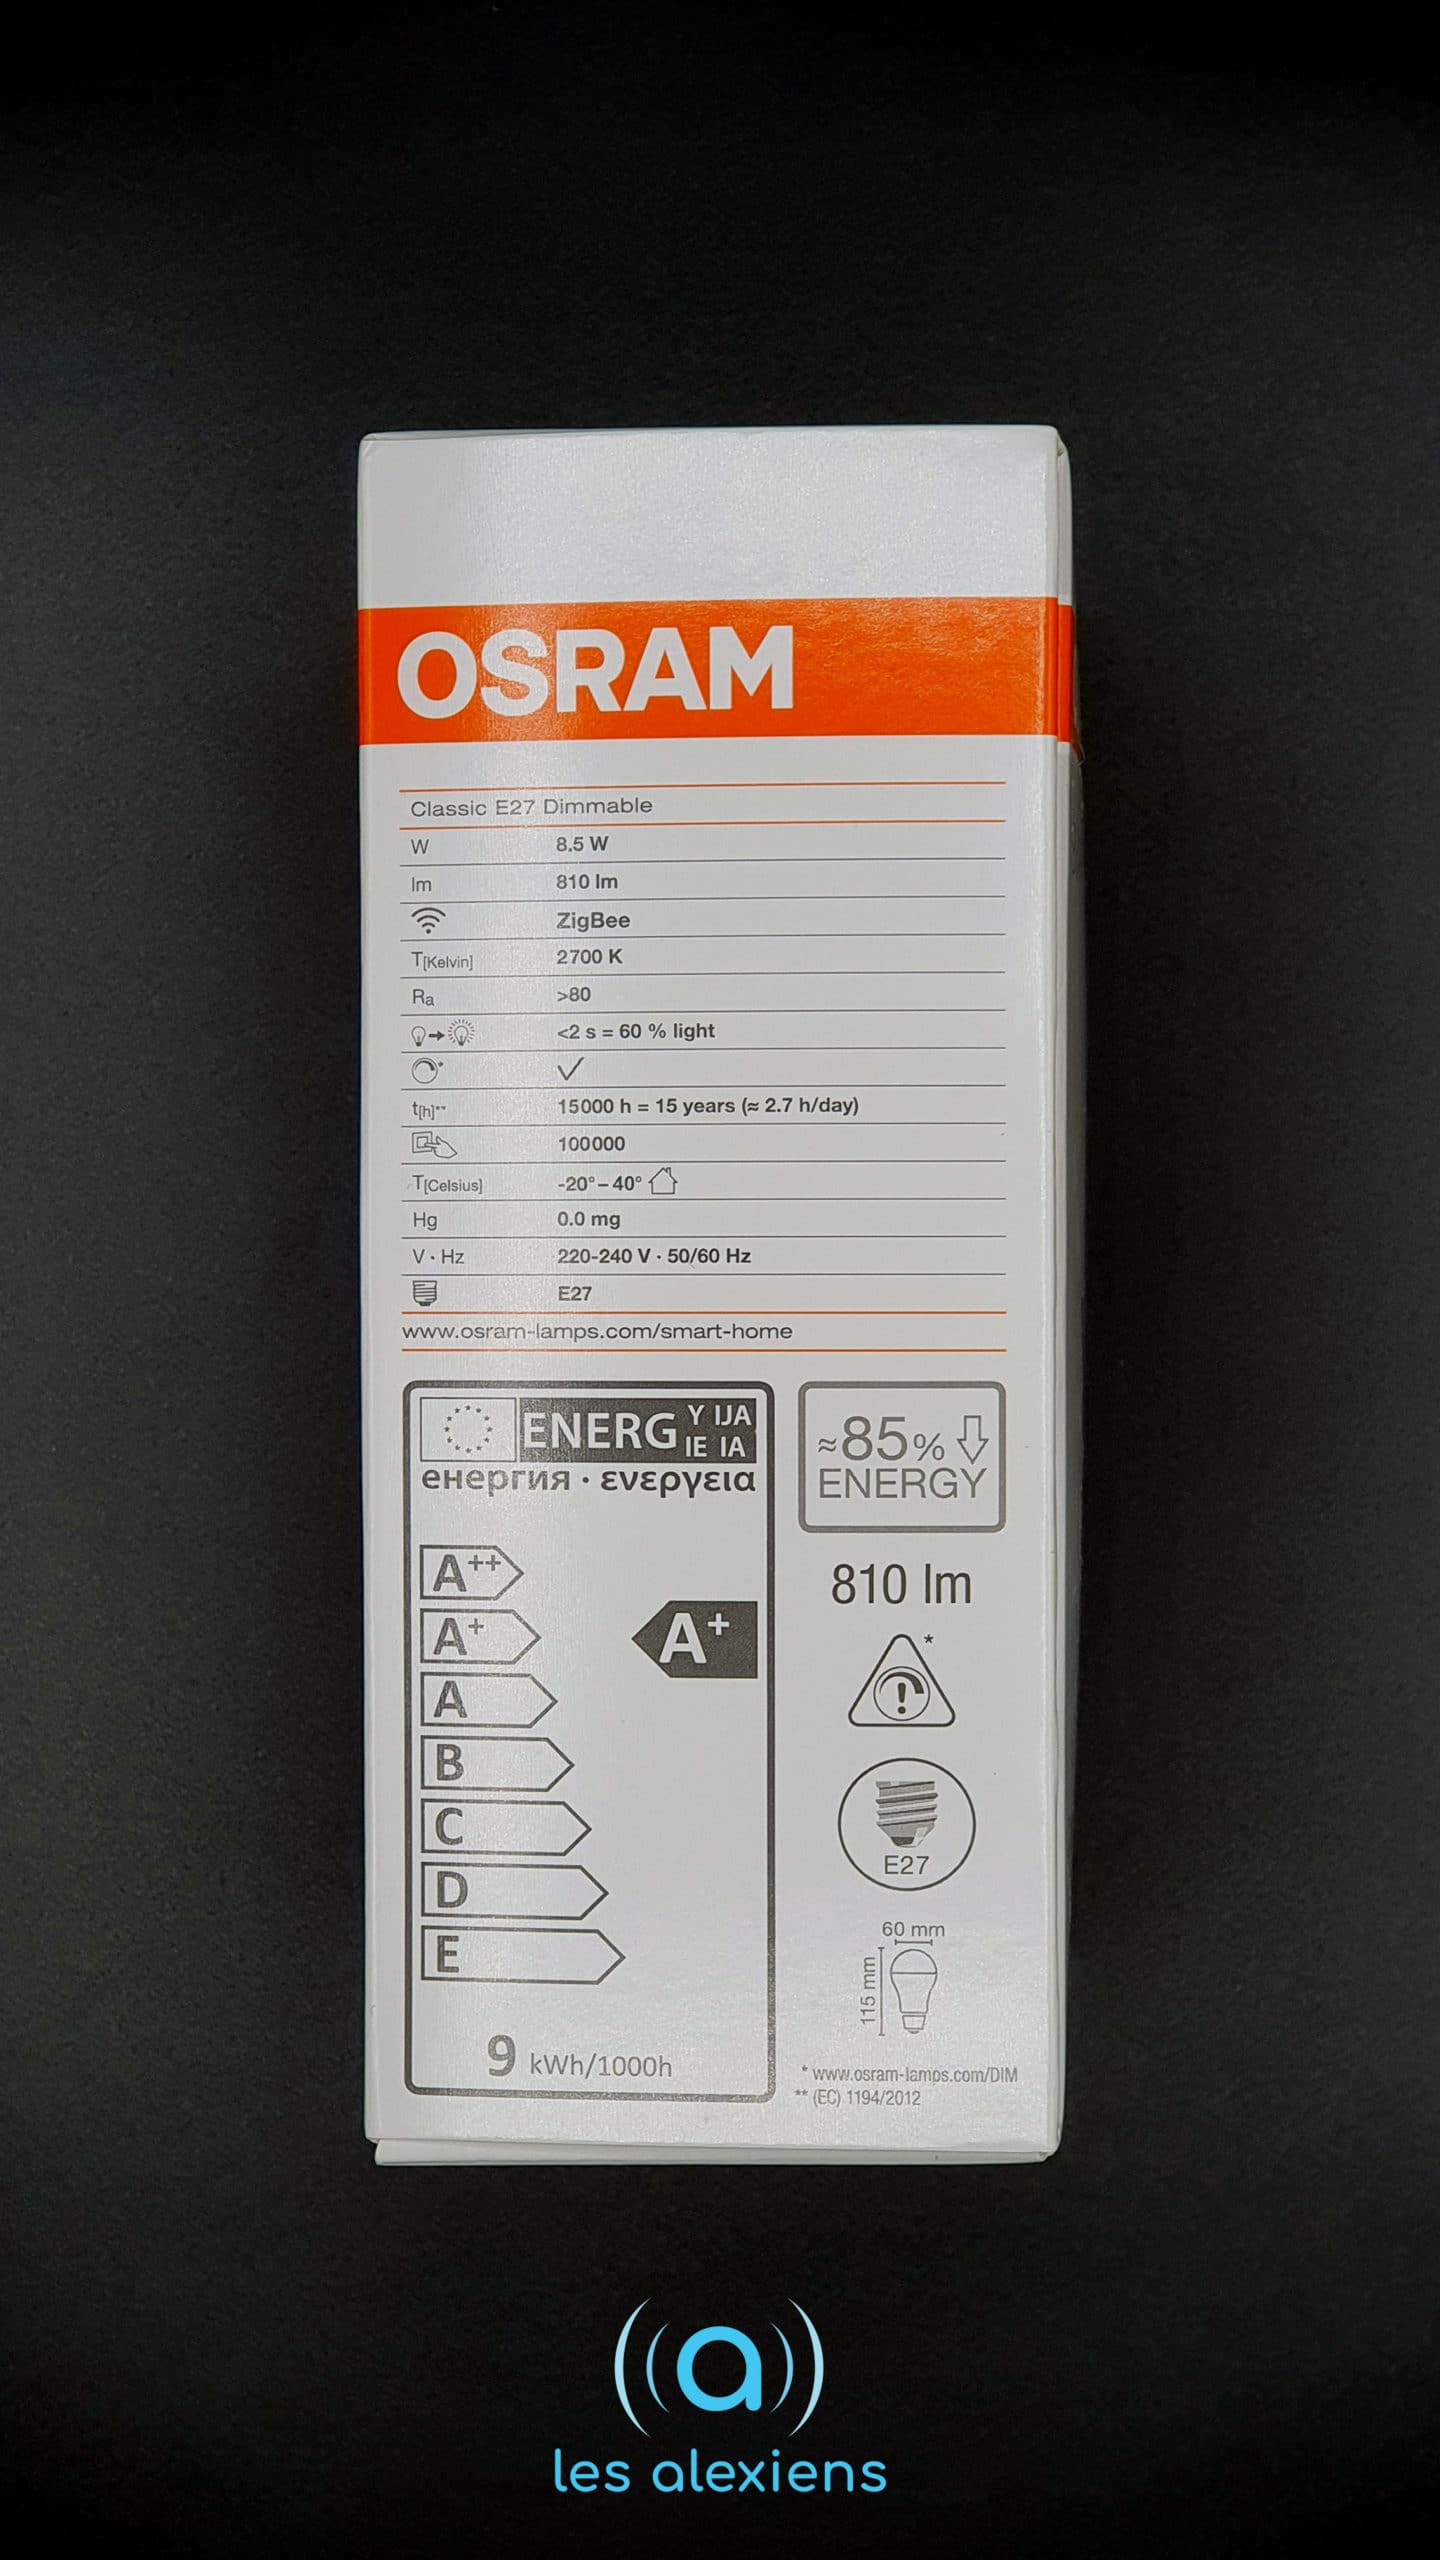 OSRAM
Classic E27 Dimmable
W 8.5 W
lm 810 lm
ZigBee
T[Kelvin] 2700 K
Ra >80
<2 s = 60 % light
* ✓
t[h]** 15000 h = 15 years (≈ 2.7 h/day)
100000
T[Celsius] -20° – 40°
Hg 0.0 mg
V · Hz 220-240 V · 50/60 Hz
E27
www.osram-lamps.com/smart-home
ENERG Y IJA
IE IA
енергия · ενεργεια
A++
A+
A
B
C
D
E
A+
9 kWh/1000h
≈85%
ENERGY
810 lm
*
E27
60 mm
115 mm
* www.osram-lamps.com/DIM
** (EC) 1194/2012
a
les alexiens